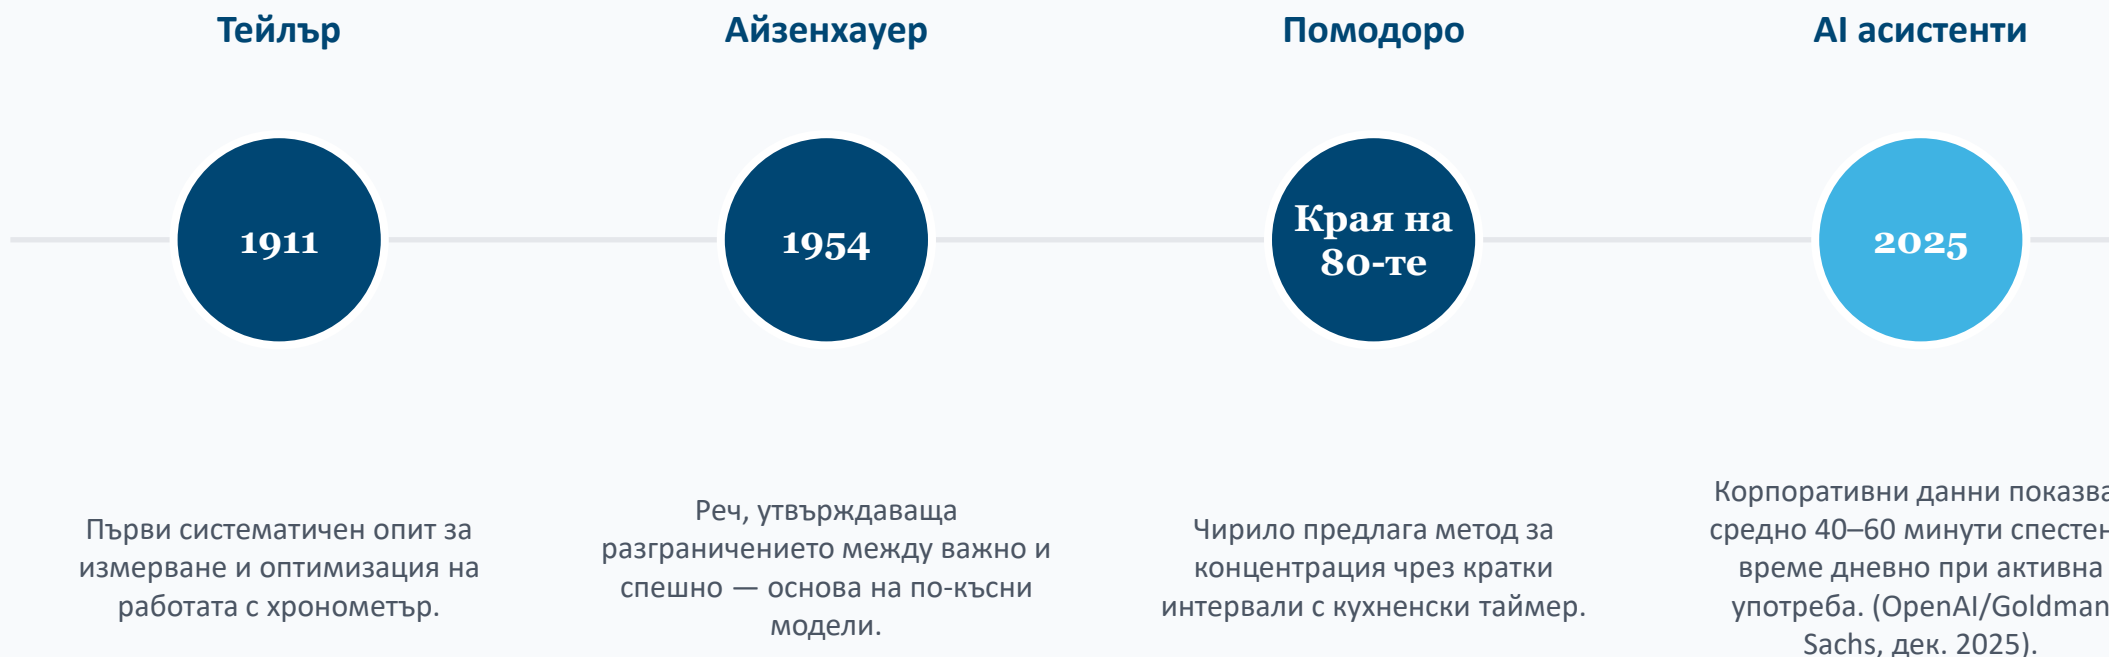 Тейлър
1911
Първи систематичен опит за
измерване и оптимизация на
работата с хронометър.
Айзенхауер
1954
Реч, утвърждаваща
разграничението между важно и
спешно — основа на по-късни
модели.
Помодоро
Края на
80-те
Чирило предлага метод за
концентрация чрез кратки
интервали с кухненски таймер.
AI асистенти
2025
Корпоративни данни
средно 40–60 минути
време дневно при активна
употреба. (OpenAI/Goldman
Sachs, дек. 2025).